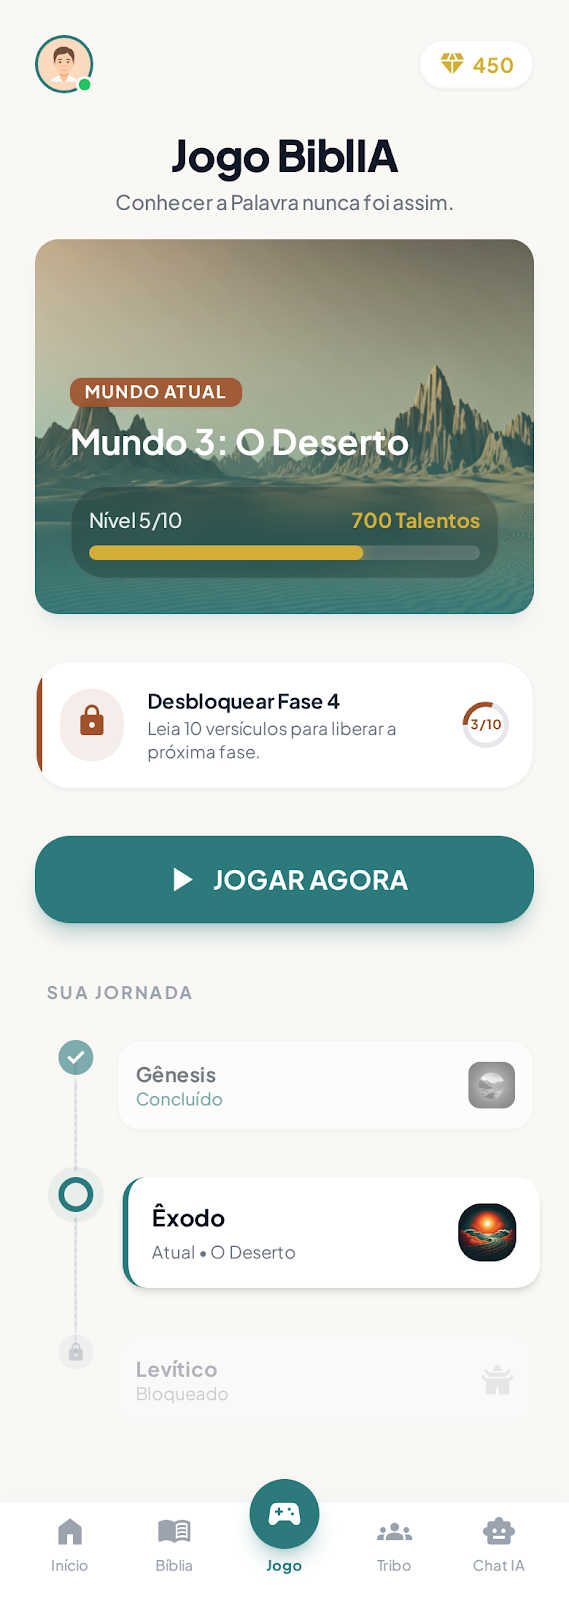 450
Jogo BiblIA
Conhecer a Palavra nunca foi assim.
MUNDO ATUAL
Mundo 3: O Deserto
Nível 5/10
700 Talentos
Desbloquear Fase 4
Leia 10 versículos para liberar a
próxima fase.
3/10
JOGAR AGORA
SUA JORNADA
Gênesis
Concluído
Êxodo
Atual • O Deserto
Levítico
Bloqueado
Início
Bíblia
Jogo
Tribo
Chat IA